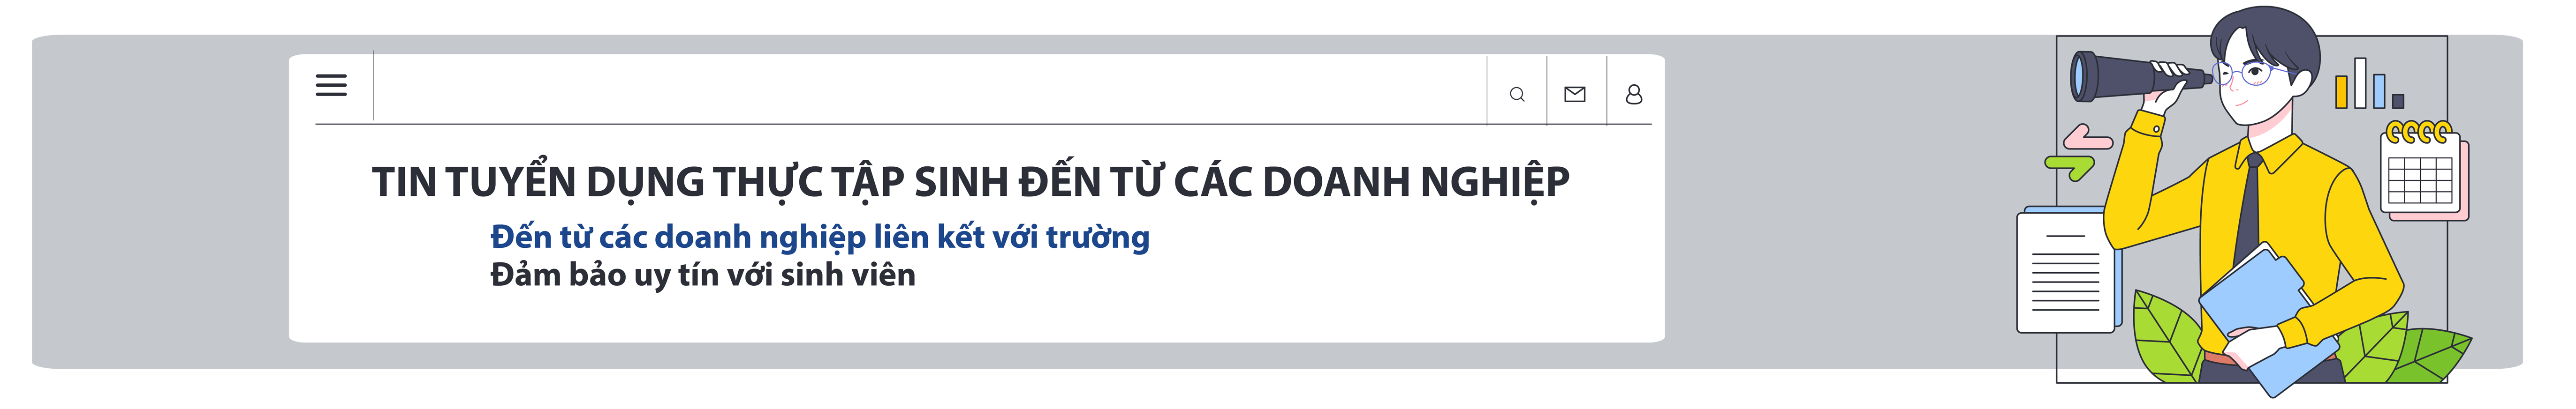 TIN TUYỂN DỤNG THỰC TẬP SINH ĐẾN TỪ CÁC DOANH NGHIỆP
Đến từ các doanh nghiệp liên kết với trường
Đảm bảo uy tín với sinh viên